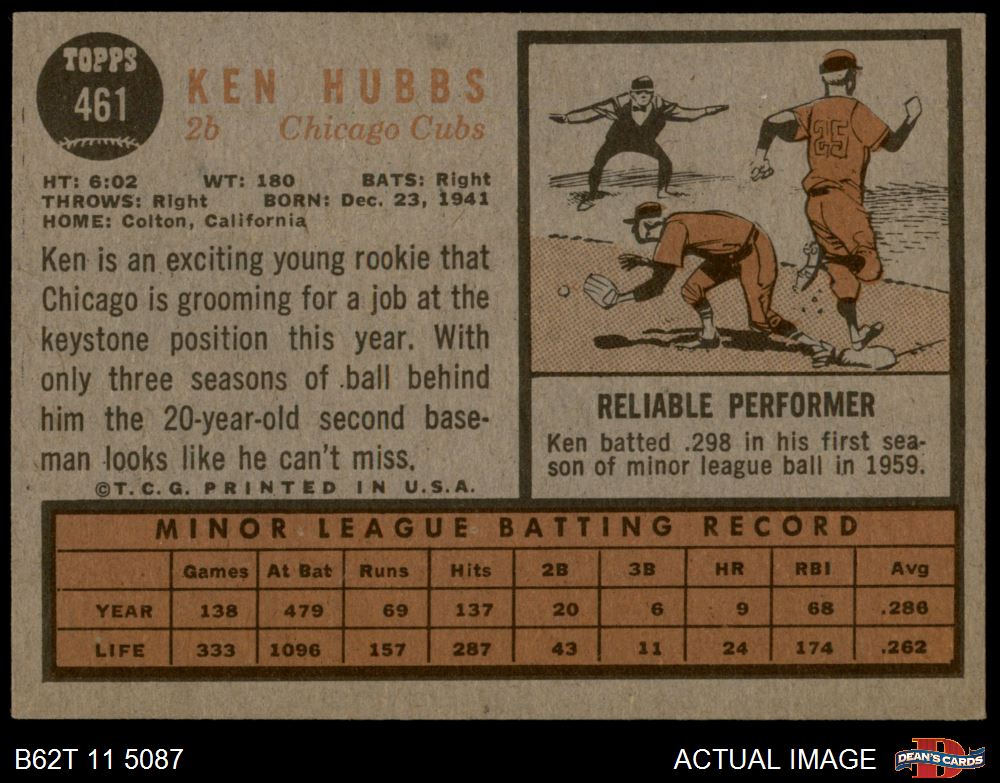 TOPPS
461
KEN HUBBS
2b Chicago Cubs
HT: 6:02 WT: 180 BATS: Right
THROWS: Right BORN: Dec. 23, 1941
HOME: Colton, California
Ken is an exciting young rookie that
Chicago is grooming for a job at the
keystone position this year. With
only three seasons of ball behind
him the 20-year-old second base-
man looks like he can't miss.
©T.C.G. PRINTED IN U.S.A.
25
RELIABLE PERFORMER
Ken batted .298 in his first sea-
son of minor league ball in 1959.
MINOR LEAGUE BATTING RECORD
Games At Bat Runs Hits 2B 3B HR RBI Avg
YEAR 138 479 69 137 20 6 9 68 .286
LIFE 333 1096 157 287 43 11 24 174 .262
B62T 11 5087
ACTUAL IMAGE
D
DEAN'S CARDS